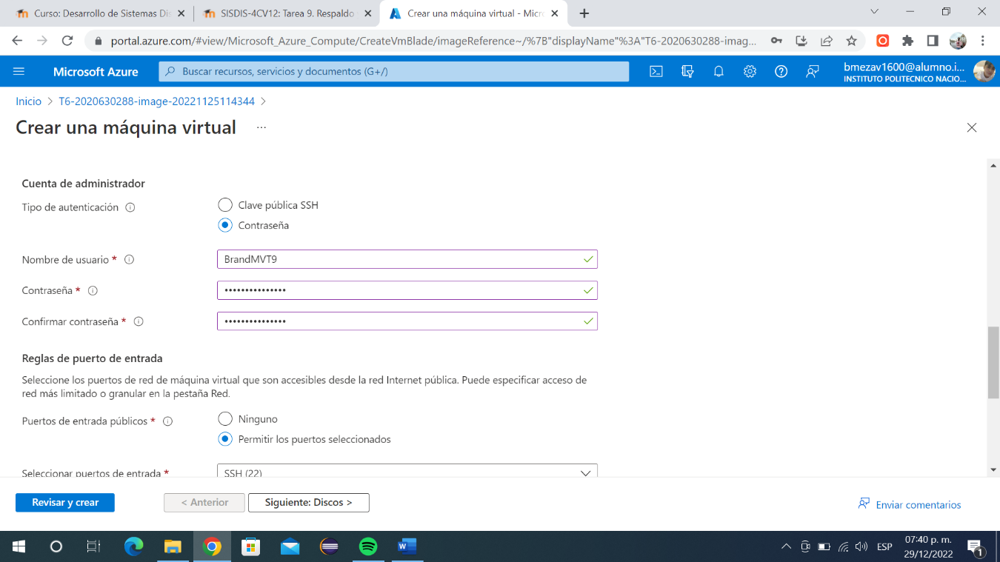 Curso: Desarrollo de Sistemas Dis
SISDIS-4CV12: Tarea 9. Respaldo
Crear una máquina virtual - Micro
portal.azure.com/#view/Microsoft_Azure_Compute/CreateVmBlade/imageReference~/%7B"displayName"%3A"T6-2020630288-imag...
Microsoft Azure
Buscar recursos, servicios y documentos (G+/)
bmezav1600@alumno.i...
INSTITUTO POLITECNICO NACIO...
Inicio > T6-2020630288-image-20221125114344 >
Crear una máquina virtual ...
Cuenta de administrador
Tipo de autenticación
Clave pública SSH
Contraseña
Nombre de usuario *
BrandMVT9
Contraseña *
•••••••••••••••
Confirmar contraseña *
•••••••••••••••
Reglas de puerto de entrada
Seleccione los puertos de red de máquina virtual que son accesibles desde la red Internet pública. Puede especificar acceso de
red más limitado o granular en la pestaña Red.
Puertos de entrada públicos *
Ninguno
Permitir los puertos seleccionados
Seleccionar puertos de entrada *
SSH (22)
Revisar y crear
< Anterior
Siguiente: Discos >
Enviar comentarios
ESP
07:40 p. m.
29/12/2022
1